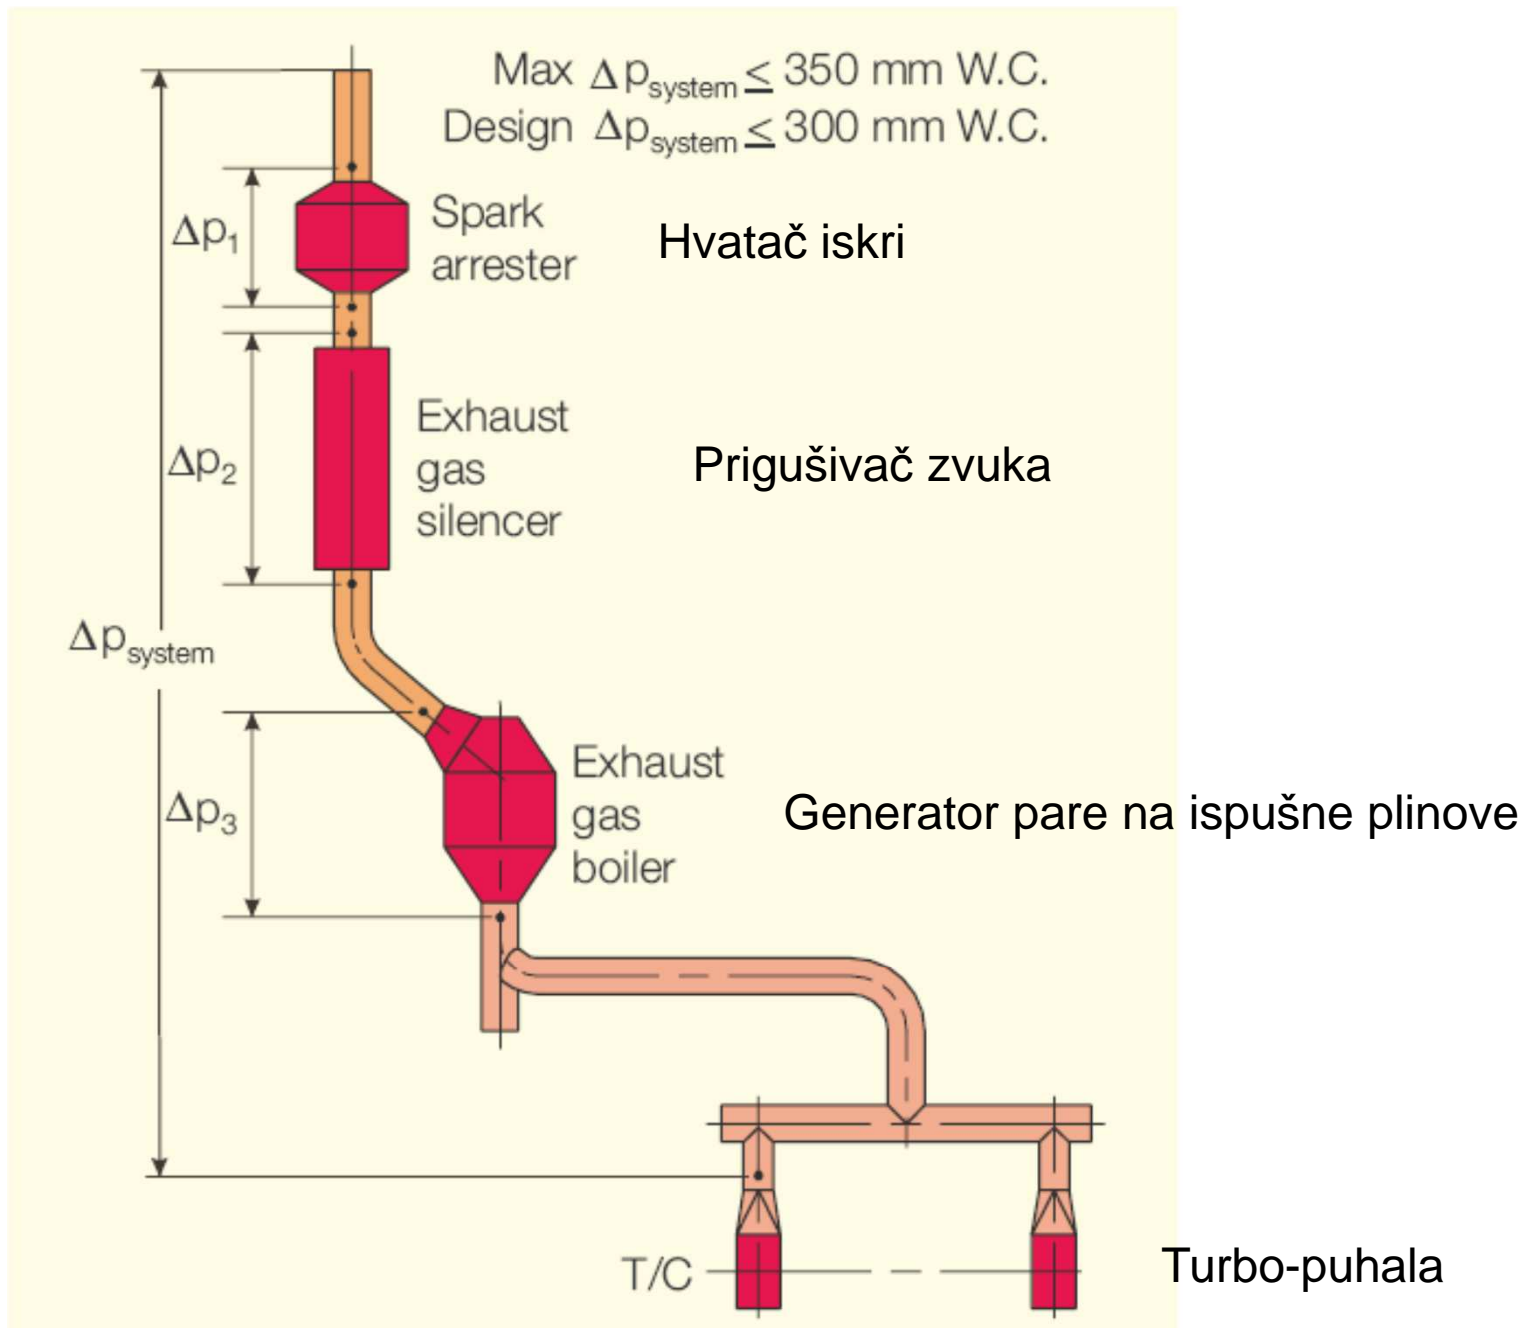 Max Δp_system ≤ 350 mm W.C.
Design Δp_system ≤ 300 mm W.C.
Δp₁
Spark
arrester
Hvatač iskri
Δp₂
Exhaust
gas
silencer
Prigušivač zvuka
Δp_system
Δp₃
Exhaust
gas
boiler
Generator pare na ispušne plinove
T/C
Turbo-puhala